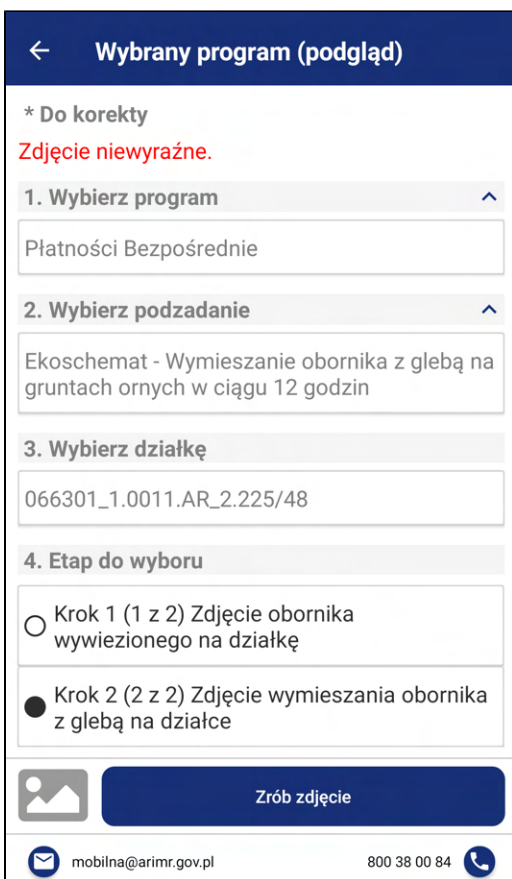 Wybrany program (podgląd)
* Do korekty
Zdjęcie niewyraźne.
1. Wybierz program
Płatności Bezpośrednie
2. Wybierz podzadanie
Ekoschemat - Wymieszanie obornika z glebą na
gruntach ornych w ciągu 12 godzin
3. Wybierz działkę
066301_1.0011.AR_2.225/48
4. Etap do wyboru
Krok 1 (1 z 2) Zdjęcie obornika
wywiezionego na działkę
Krok 2 (2 z 2) Zdjęcie wymieszania obornika
z glebą na działce
Zrób zdjęcie
mobilna@arimr.gov.pl 800 38 00 84